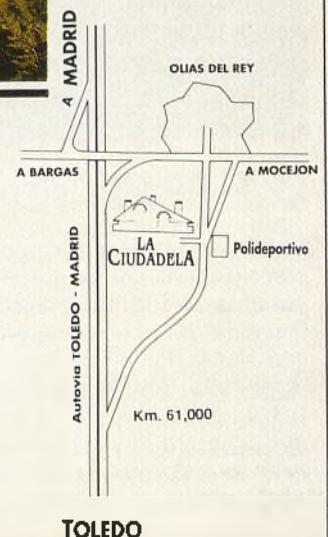 A MADRID
OLIAS DEL REY
A BARGAS
A MOCEJON
LA
CIUDADELA
Polideportivo
Autovia TOLEDO - MADRID
Km. 61,000
TOLEDO